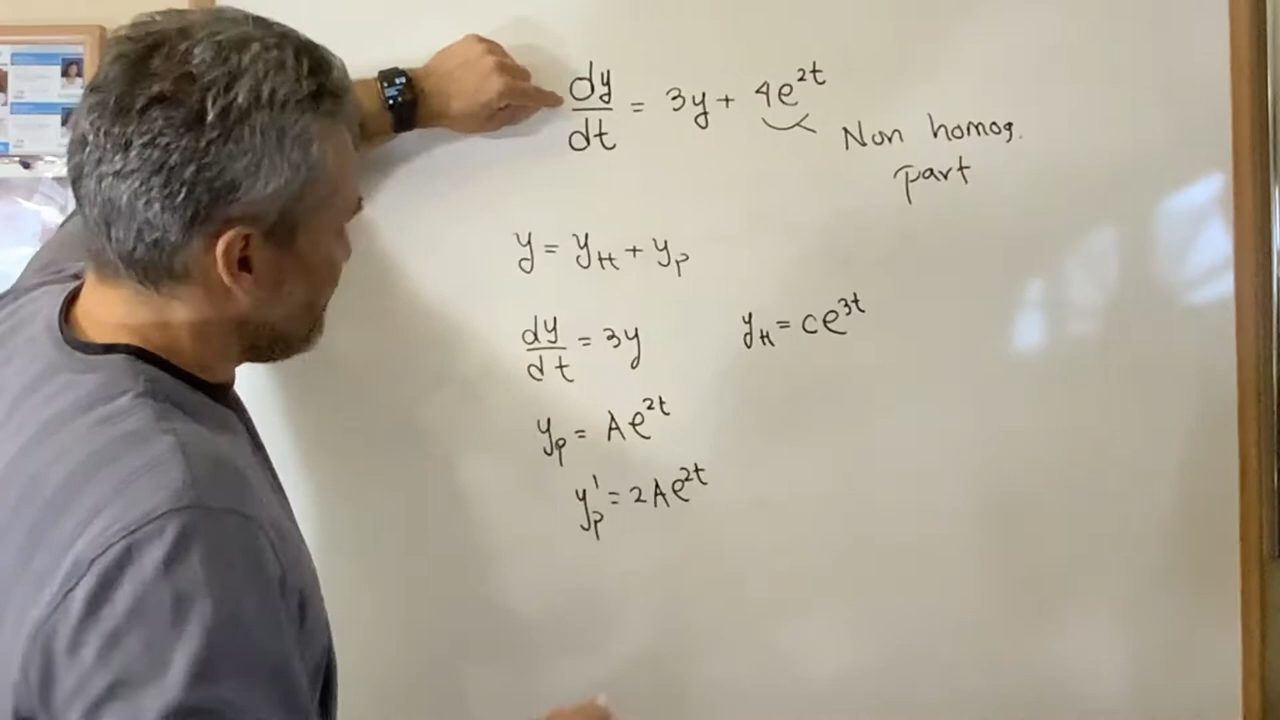 dy/dt = 3y + 4e^2t
Non homog.
part
y = y_H + y_p
dy/dt = 3y  y_H = ce^3t
y_p = Ae^2t
y_p' = 2Ae^2t